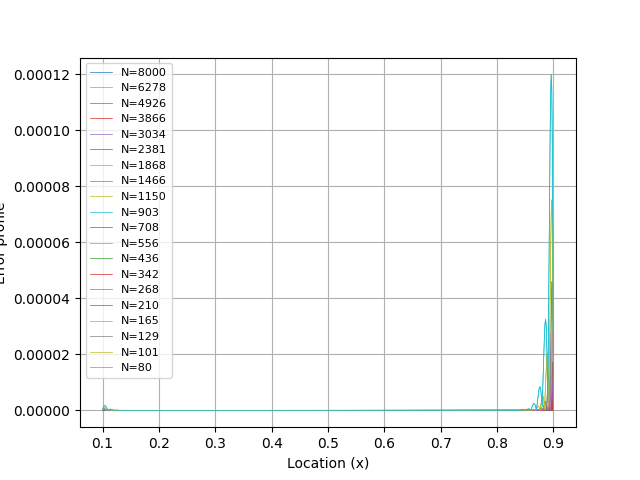 0.00012
0.00010
0.00008
0.00006
0.00004
0.00002
0.00000
N=8000
N=6278
N=4926
N=3866
N=3034
N=2381
N=1868
N=1466
N=1150
N=903
N=708
N=556
N=436
N=342
N=268
N=210
N=165
N=129
N=101
N=80
0.1 0.2 0.3 0.4 0.5 0.6 0.7 0.8 0.9
Location (x)
Error profile